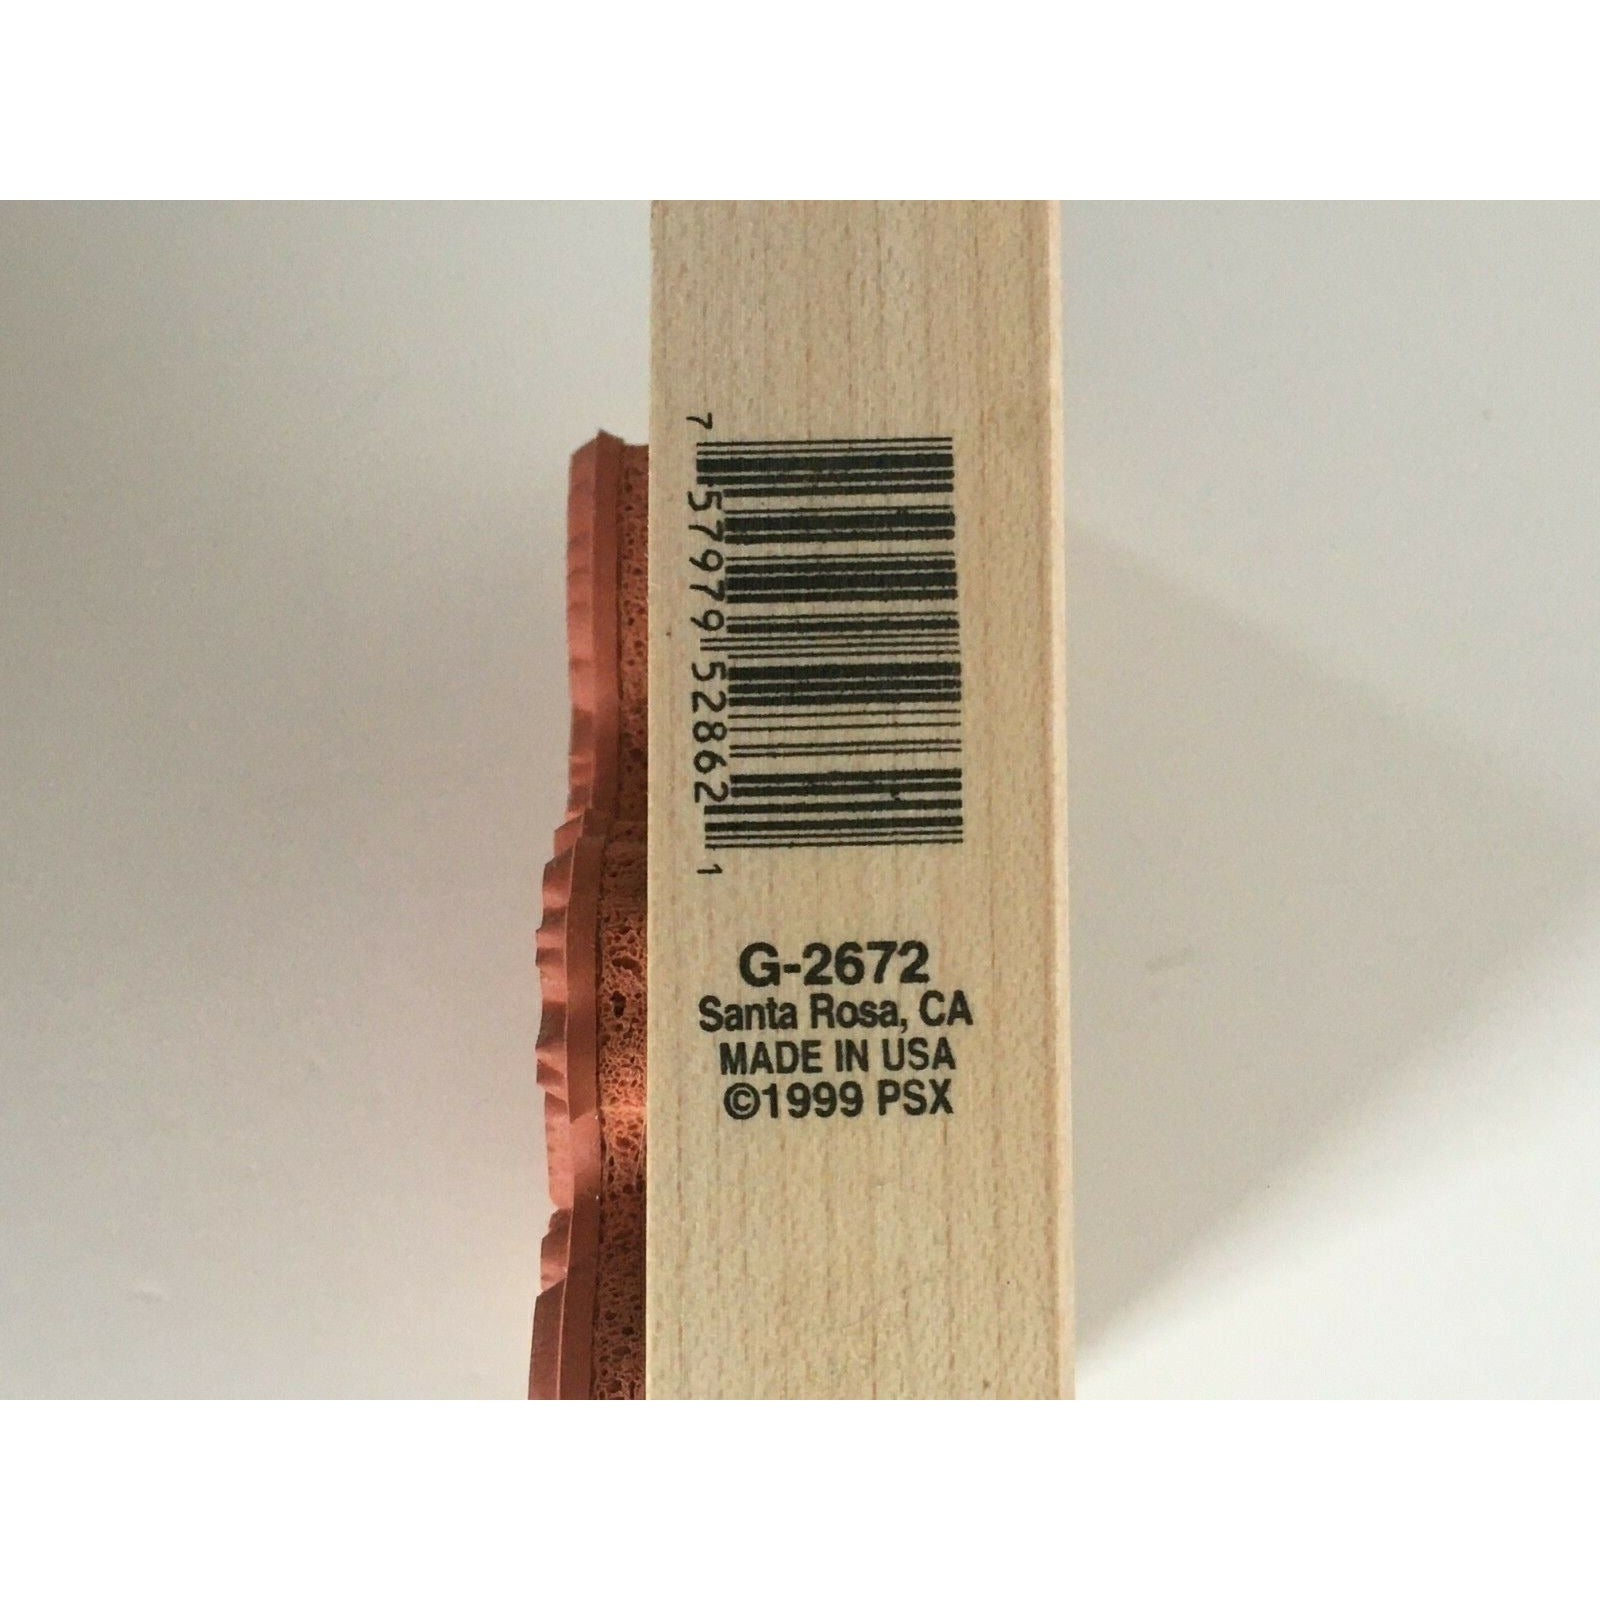 7 57979 52862 1
G-2672
Santa Rosa, CA
MADE IN USA
©1999 PSX